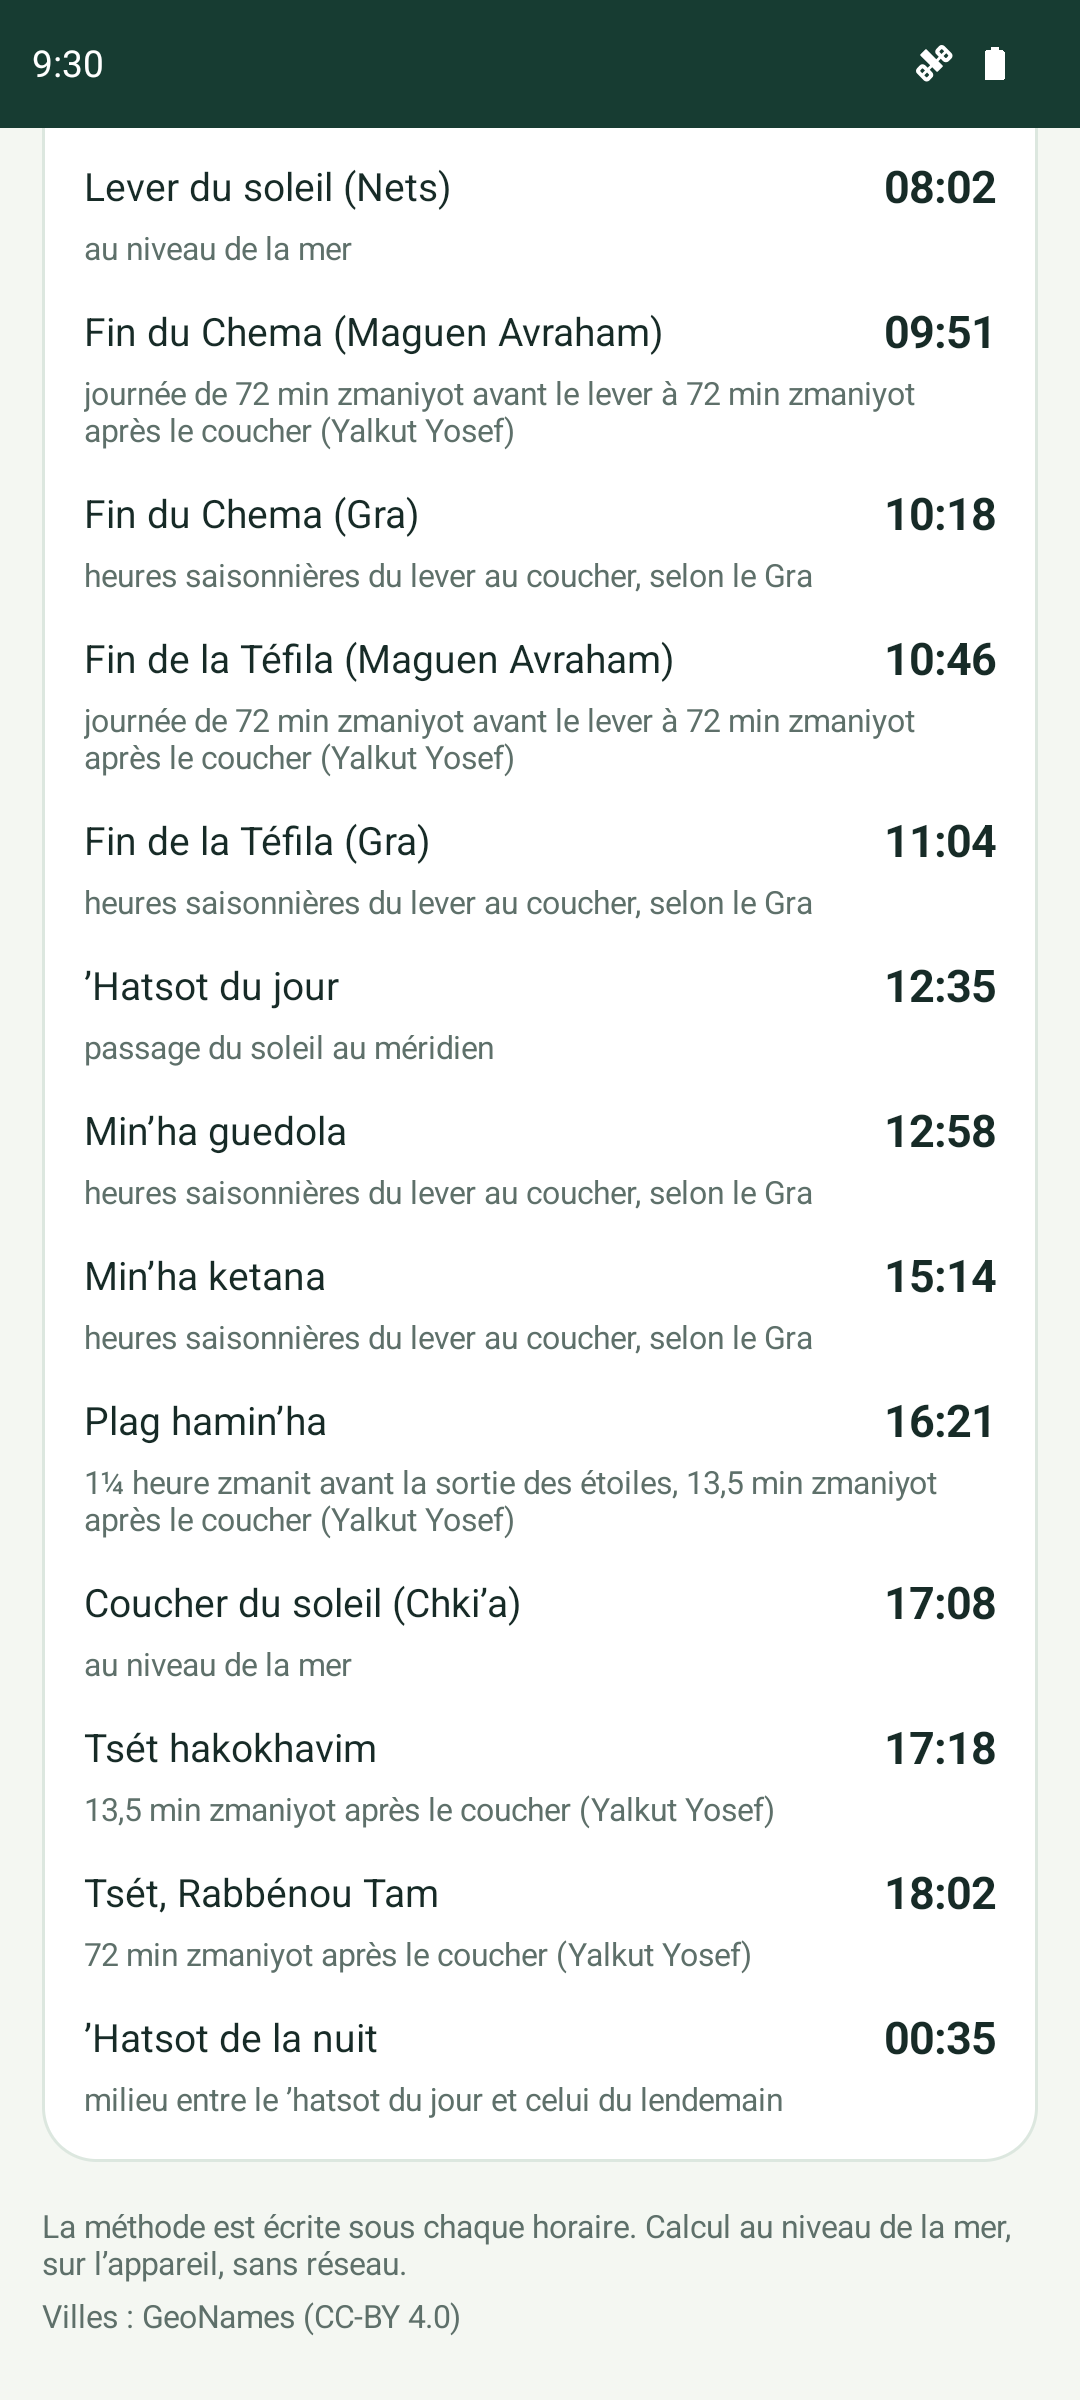 9:30
Lever du soleil (Nets) 08:02
au niveau de la mer
Fin du Chema (Maguen Avraham) 09:51
journée de 72 min zmaniyot avant le lever à 72 min zmaniyot
après le coucher (Yalkut Yosef)
Fin du Chema (Gra) 10:18
heures saisonnières du lever au coucher, selon le Gra
Fin de la Téfila (Maguen Avraham) 10:46
journée de 72 min zmaniyot avant le lever à 72 min zmaniyot
après le coucher (Yalkut Yosef)
Fin de la Téfila (Gra) 11:04
heures saisonnières du lever au coucher, selon le Gra
’Hatsot du jour 12:35
passage du soleil au méridien
Min’ha guedola 12:58
heures saisonnières du lever au coucher, selon le Gra
Min’ha ketana 15:14
heures saisonnières du lever au coucher, selon le Gra
Plag hamin’ha 16:21
1¼ heure zmanit avant la sortie des étoiles, 13,5 min zmaniyot
après le coucher (Yalkut Yosef)
Coucher du soleil (Chki’a) 17:08
au niveau de la mer
Tsét hakokhavim 17:18
13,5 min zmaniyot après le coucher (Yalkut Yosef)
Tsét, Rabbénou Tam 18:02
72 min zmaniyot après le coucher (Yalkut Yosef)
’Hatsot de la nuit 00:35
milieu entre le ’hatsot du jour et celui du lendemain
La méthode est écrite sous chaque horaire. Calcul au niveau de la mer,
sur l’appareil, sans réseau.
Villes : GeoNames (CC-BY 4.0)